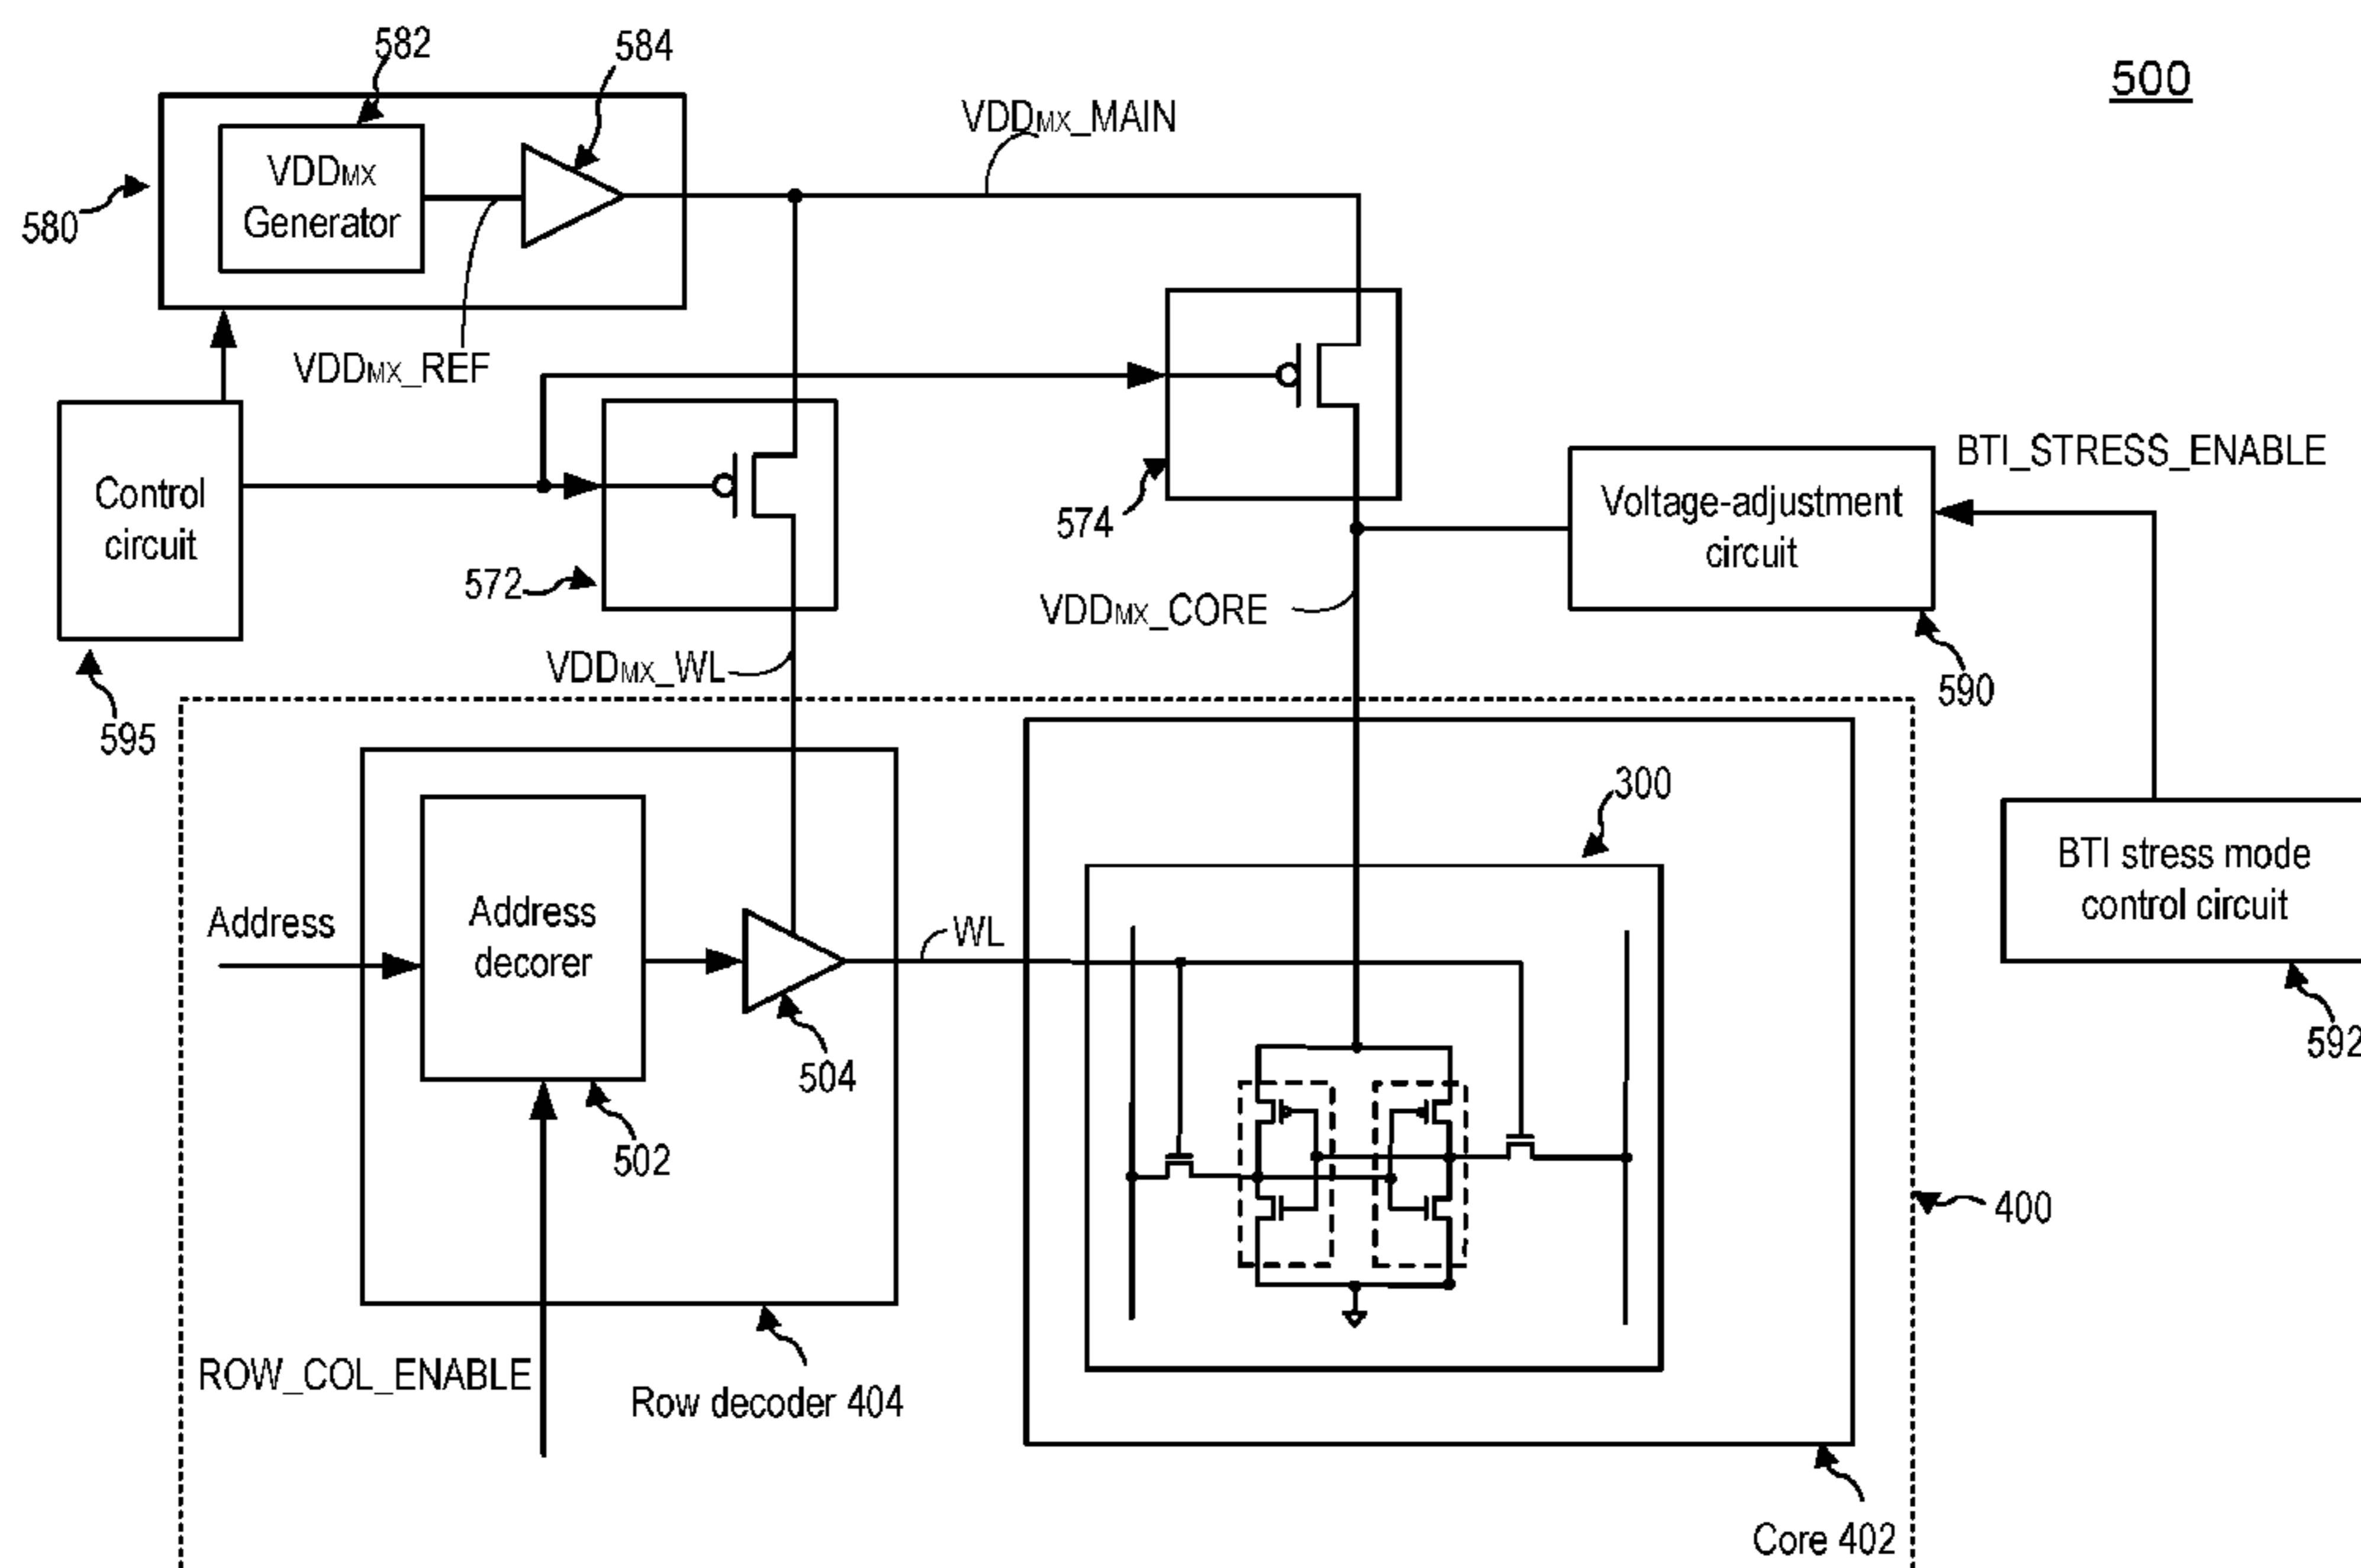 582
584
500
VDDMX_MAIN
VDDMX
Generator
580
VDDMX_REF
Control
circuit
BTI_STRESS_ENABLE
Voltage-adjustment
circuit
574
572
VDDMX_CORE
VDDMX_WL
590
595
300
BTI stress mode
control circuit
Address
Address
decorer
WL
592
504
502
400
ROW_COL_ENABLE
Row decoder 404
Core 402